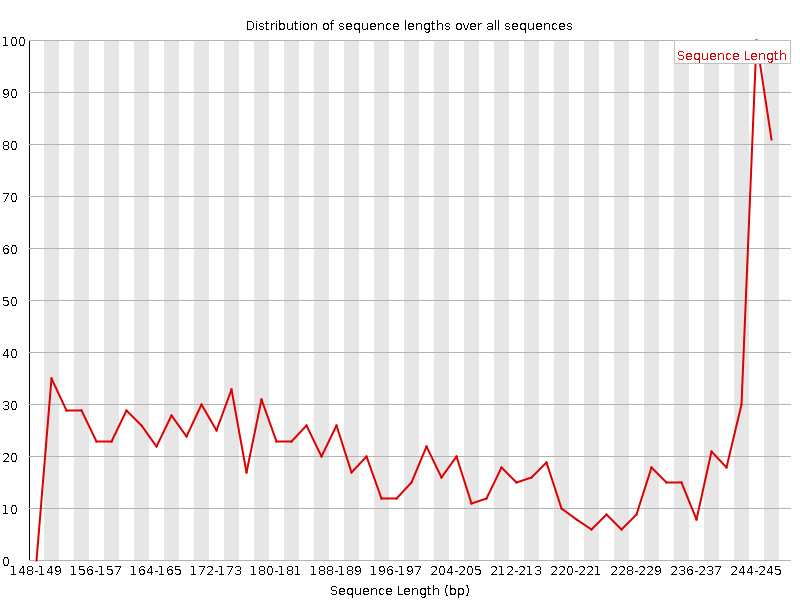 Distribution of sequence lengths over all sequences
Sequence Length
100
90
80
70
60
50
40
30
20
10
0
148-149 156-157 164-165 172-173 180-181 188-189 196-197 204-205 212-213 220-221 228-229 236-237 244-245
Sequence Length (bp)